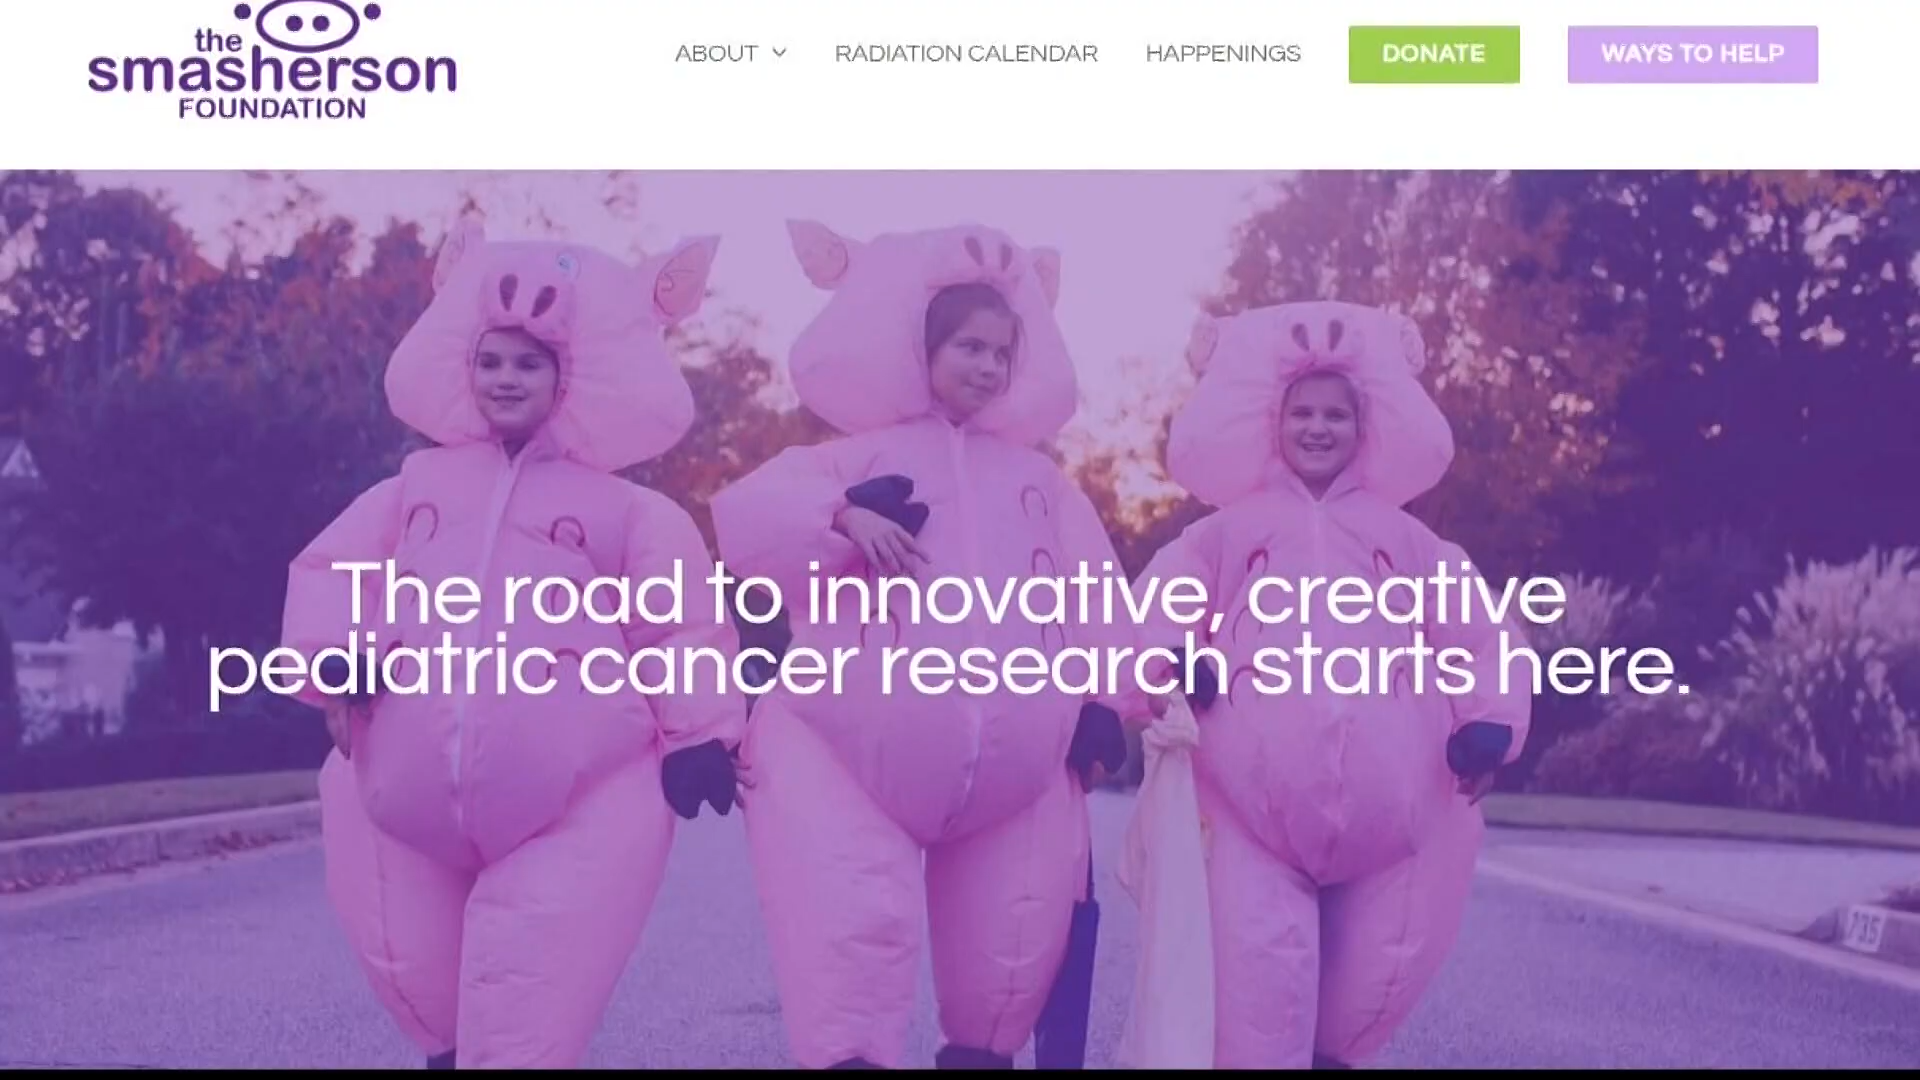 the
smasherson
FOUNDATION
ABOUT
RADIATION CALENDAR
HAPPENINGS
DONATE
WAYS TO HELP
The road to innovative, creative
pediatric cancer research starts here.
735